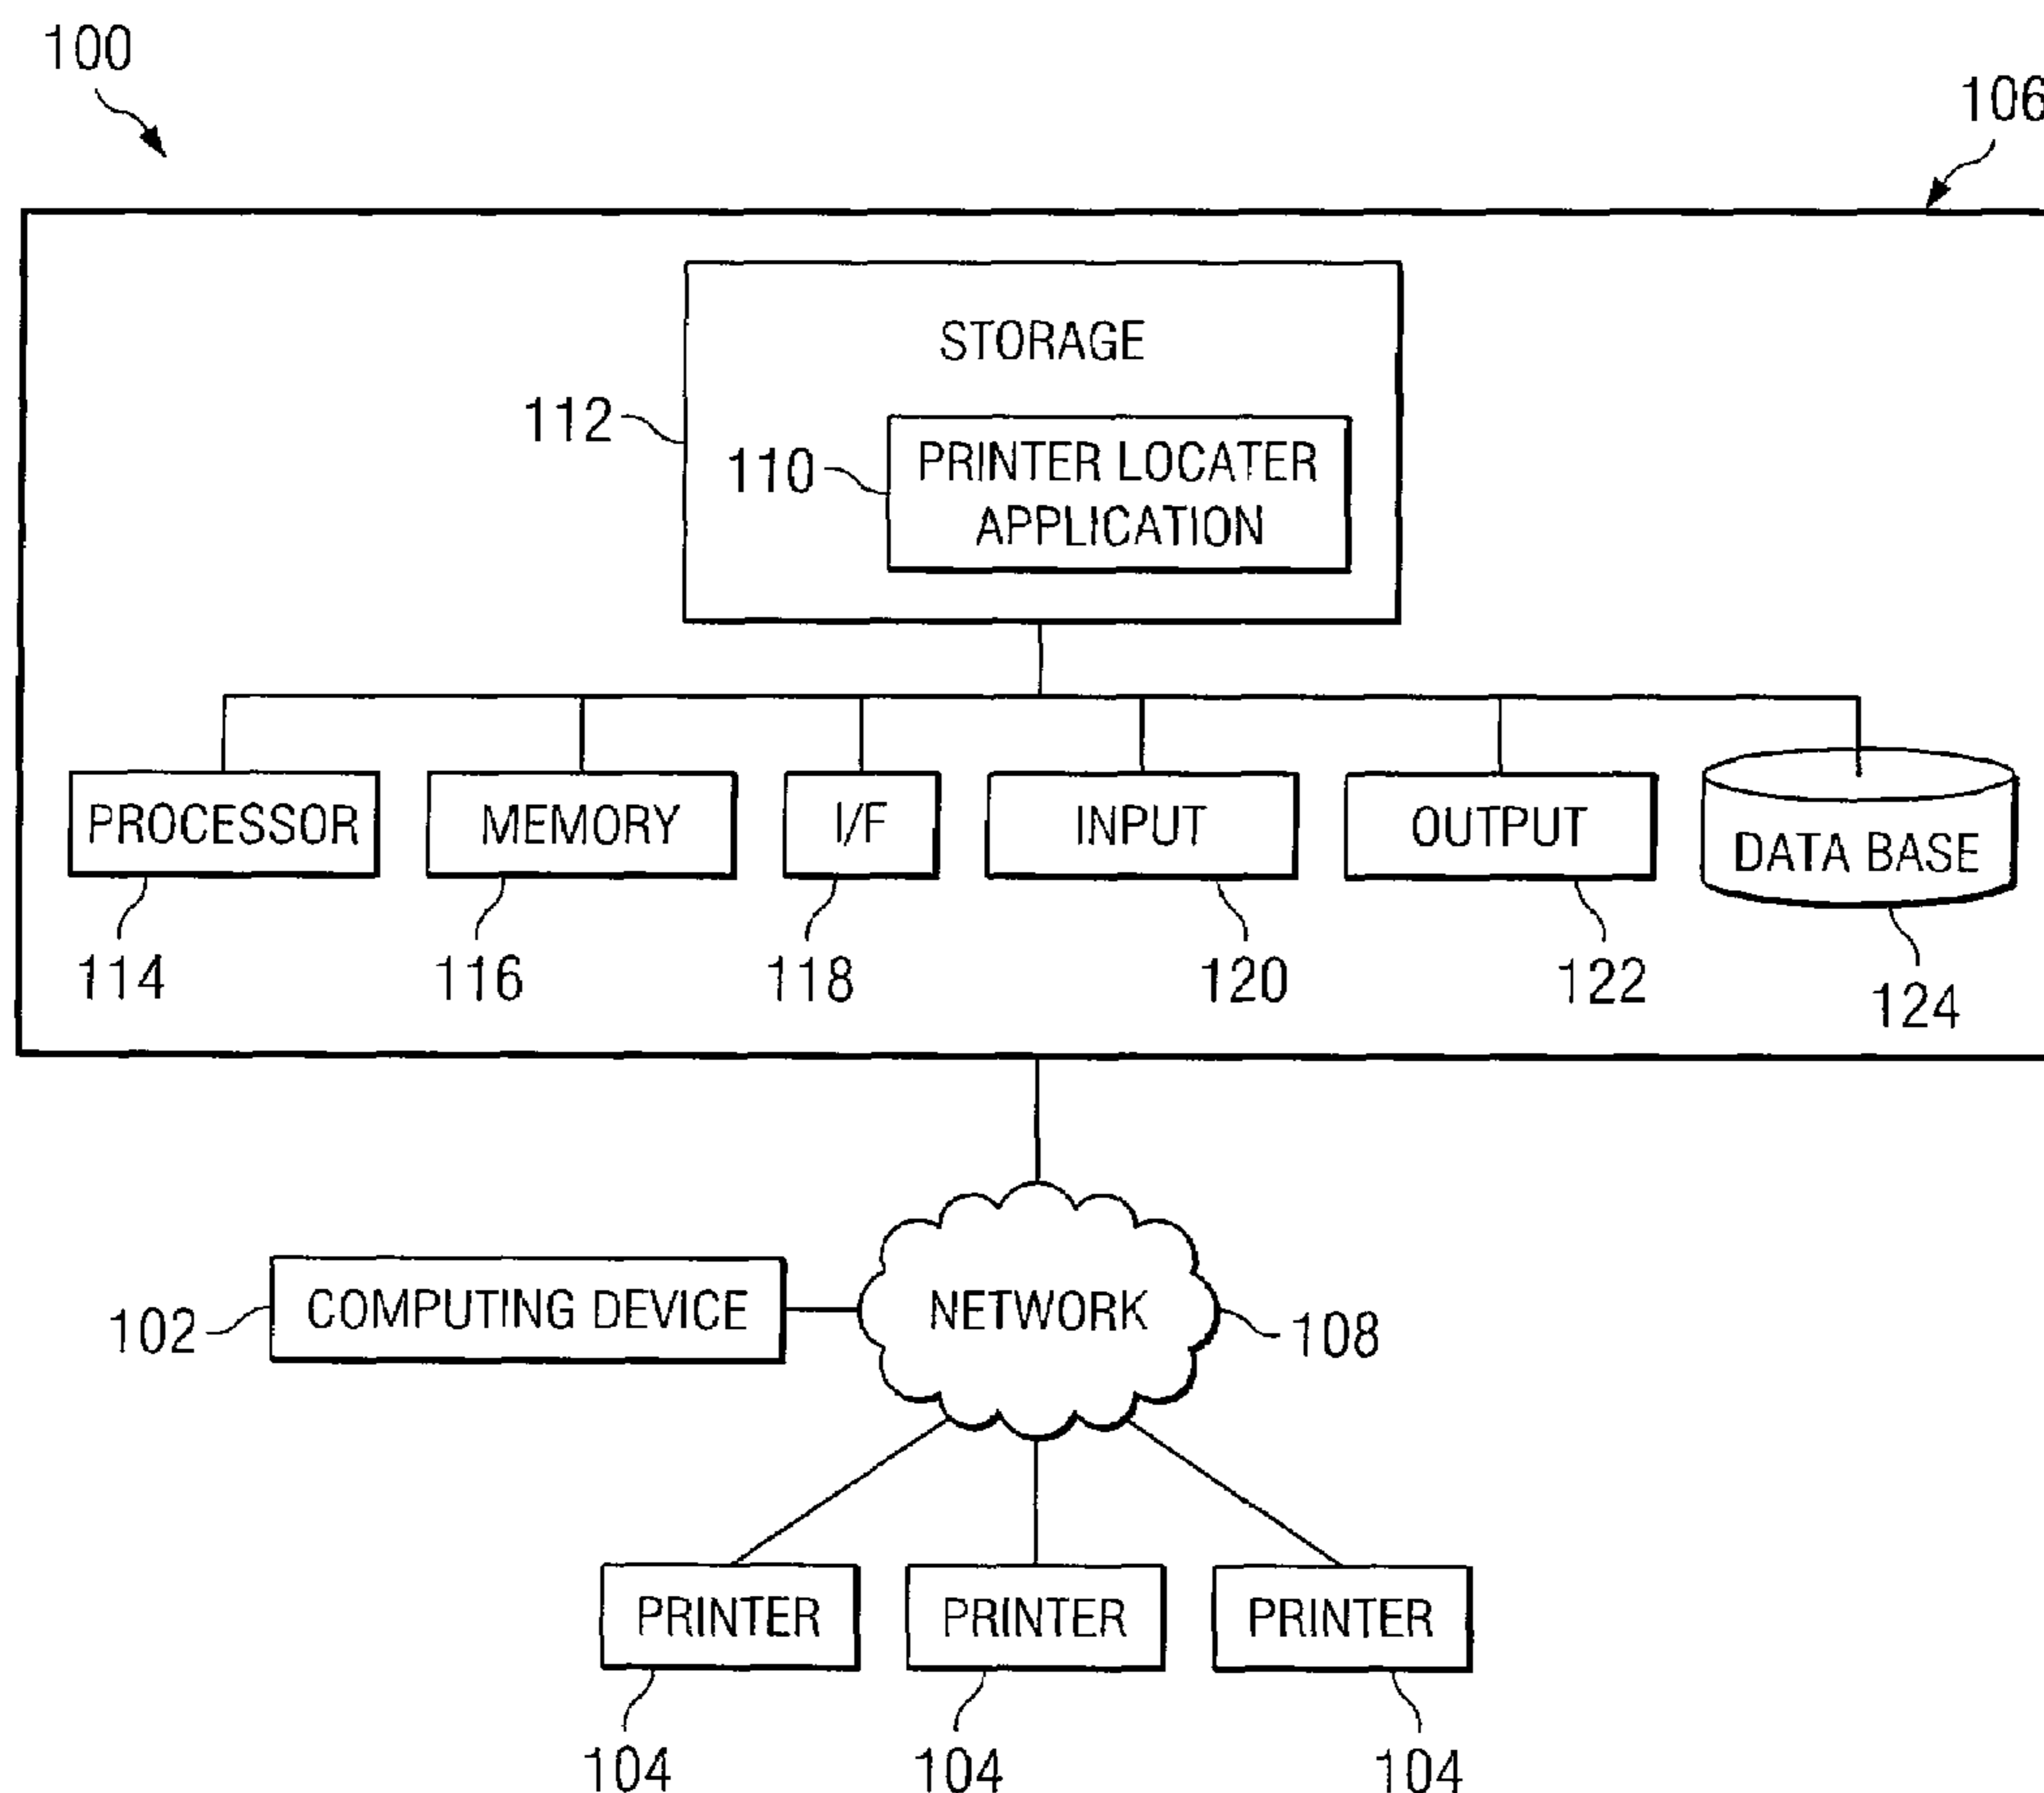 100
106
STORAGE
112
110
PRINTER LOCATER
APPLICATION
PROCESSOR
MEMORY
I/F
INPUT
OUTPUT
DATA BASE
114
116
118
120
122
124
102
COMPUTING DEVICE
NETWORK
108
PRINTER
PRINTER
PRINTER
104
104
104